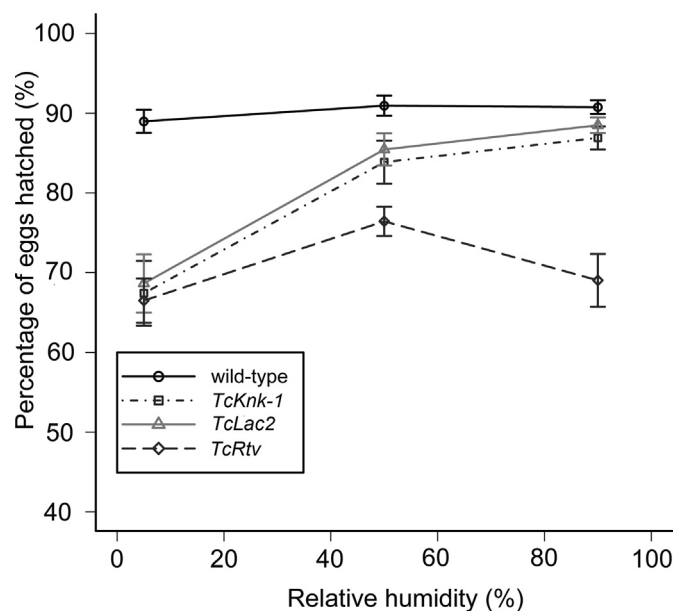 Percentage of eggs hatched (%)
100
90
80
70
60
50
40
wild-type
TcKnk-1
TcLac2
TcRtv
0
20
40
60
80
100
Relative humidity (%)